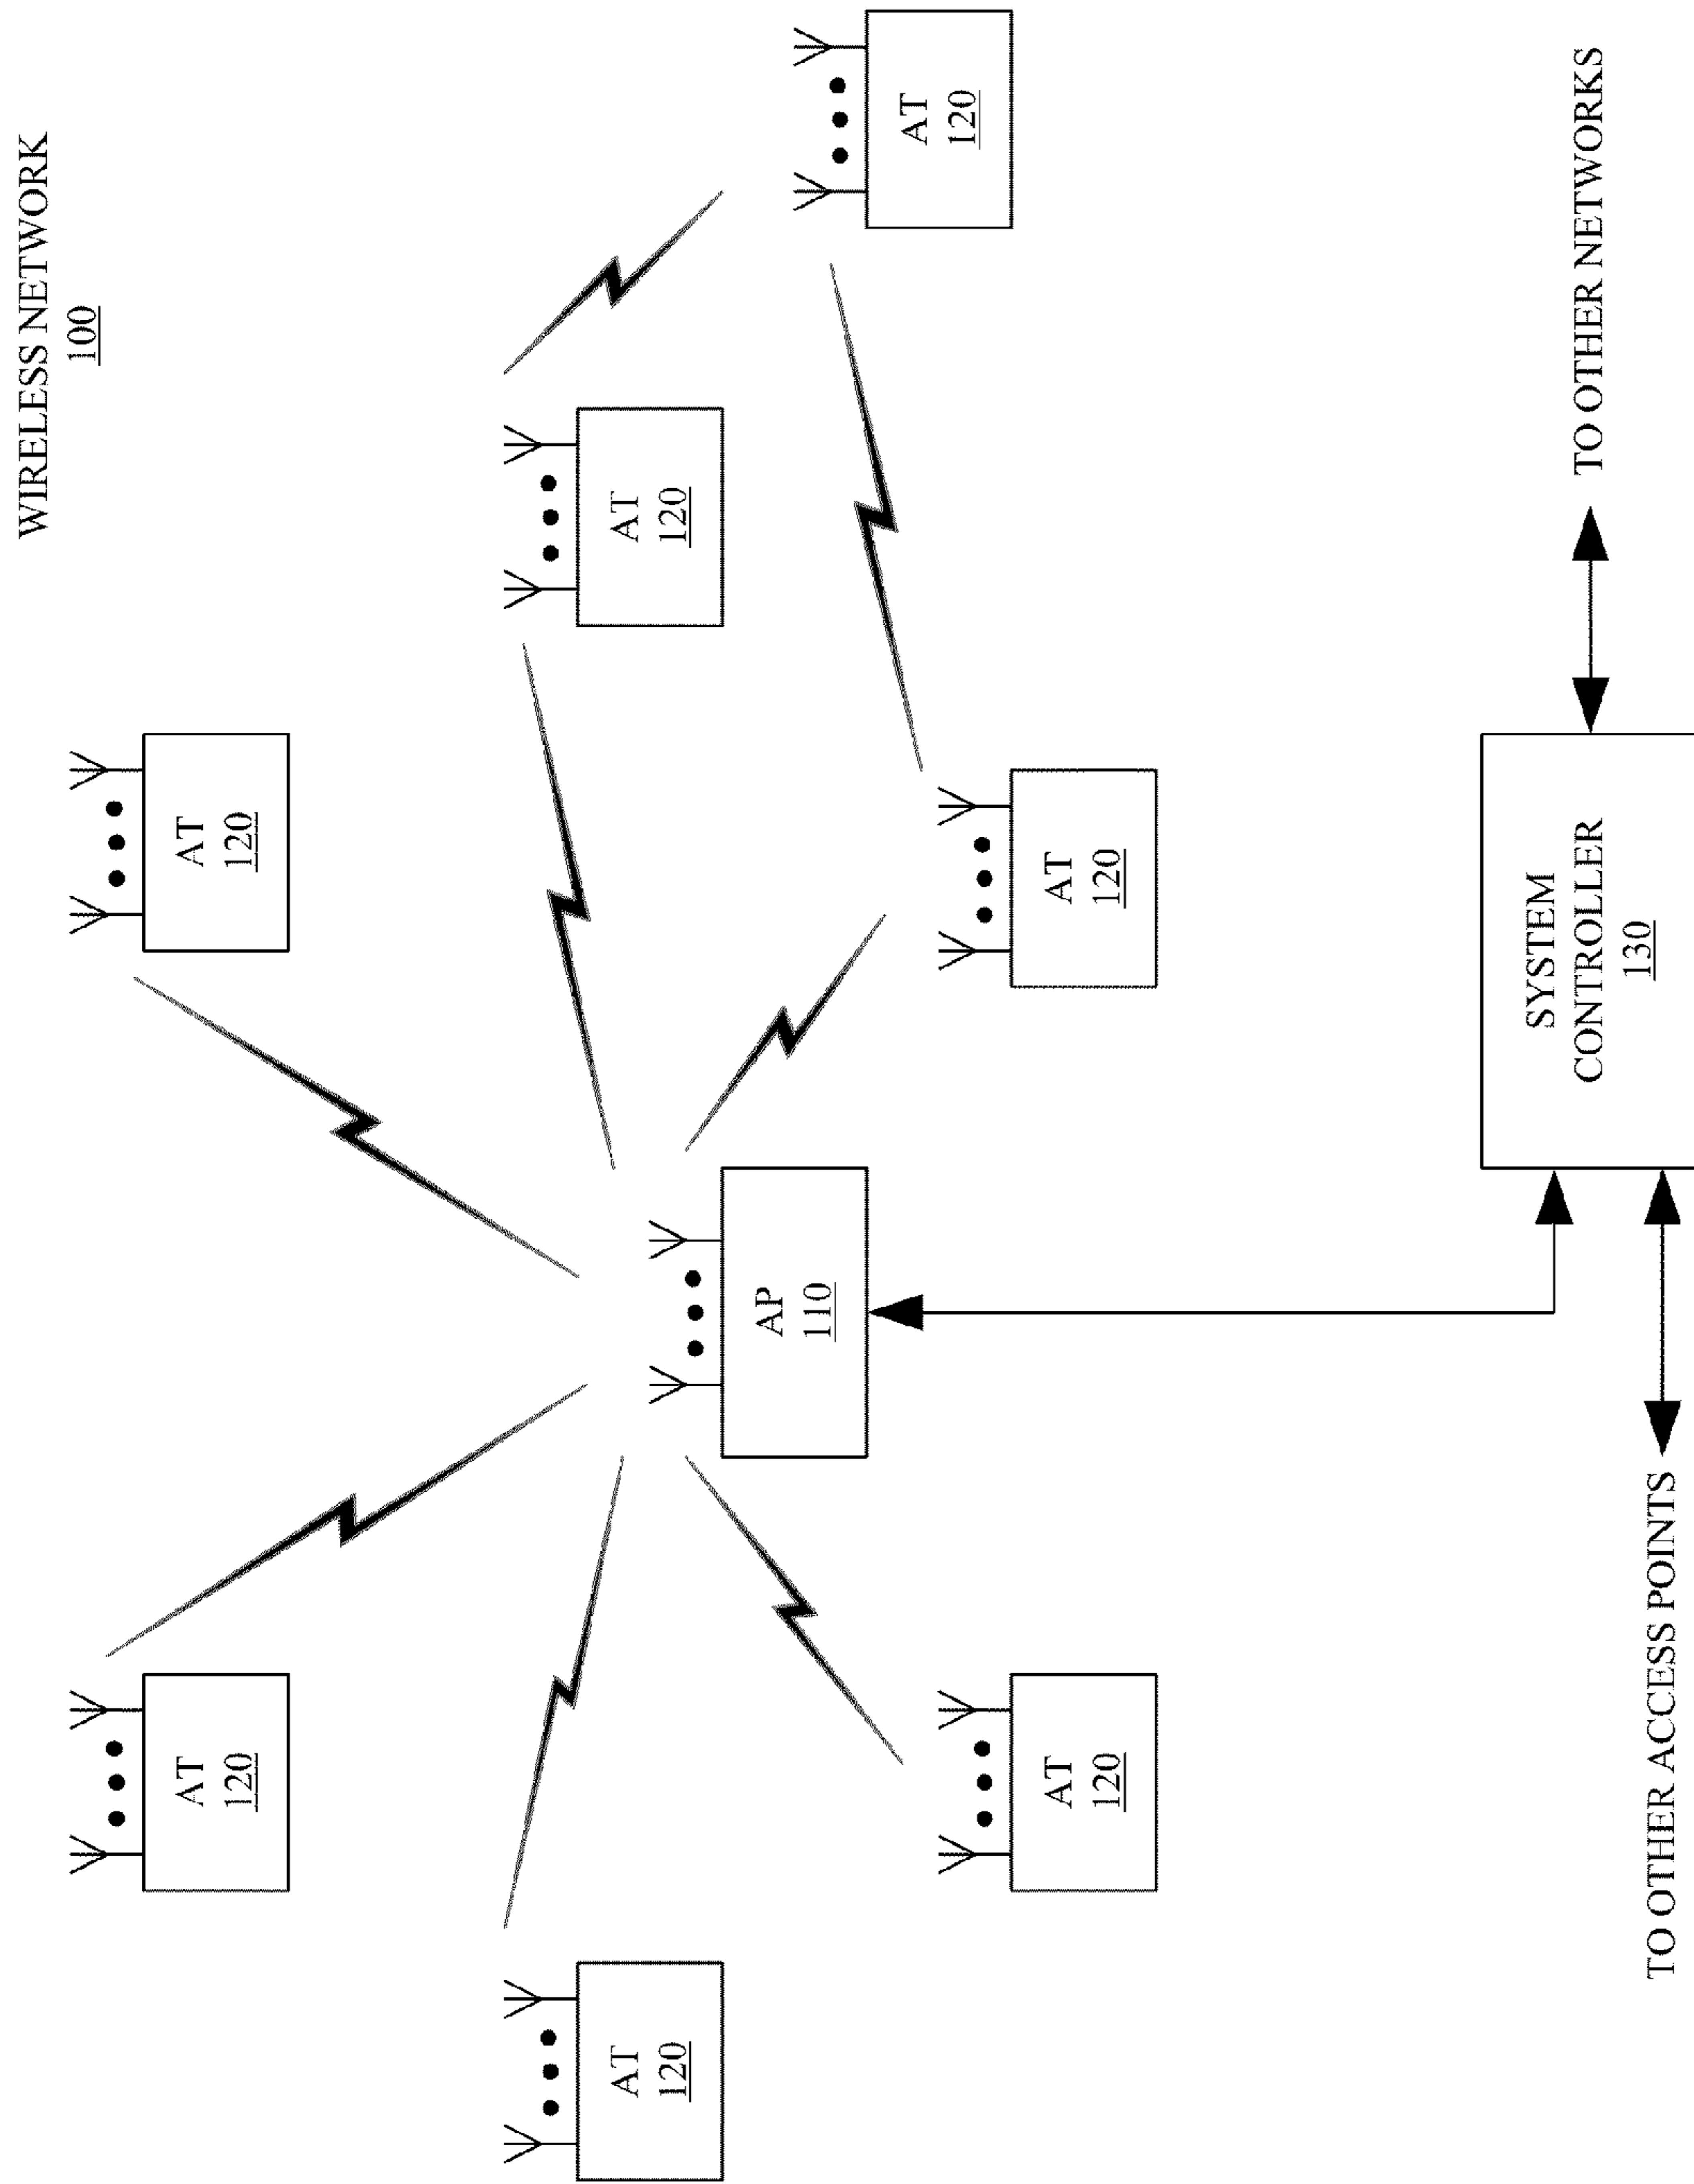 WIRELESS NETWORK
100
AT
120
AT
120
AT
120
AT
120
AT
120
AP
110
AT
120
AT
120
SYSTEM
CONTROLLER
130
TO OTHER NETWORKS
TO OTHER ACCESS POINTS